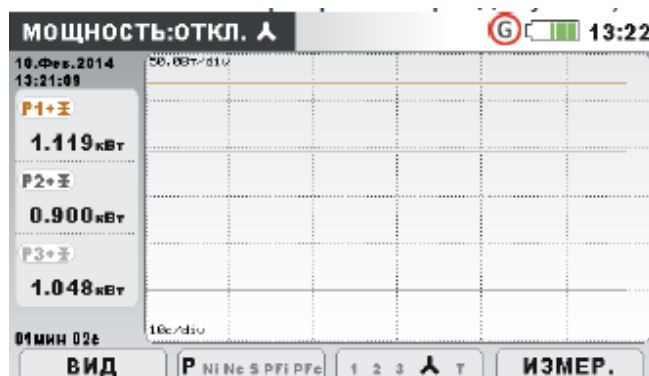 МОЩНОСТЬ:ОТКЛ. G 13:22
10.Фев.2014
13:21:09
50.0Вт/div
P1+
1.119кВт
P2+
0.900кВт
P3+
1.048кВт
01мин 02с
10с/div
ВИД P Ni Nc S PFi PFc 1 2 3 T ИЗМЕР.